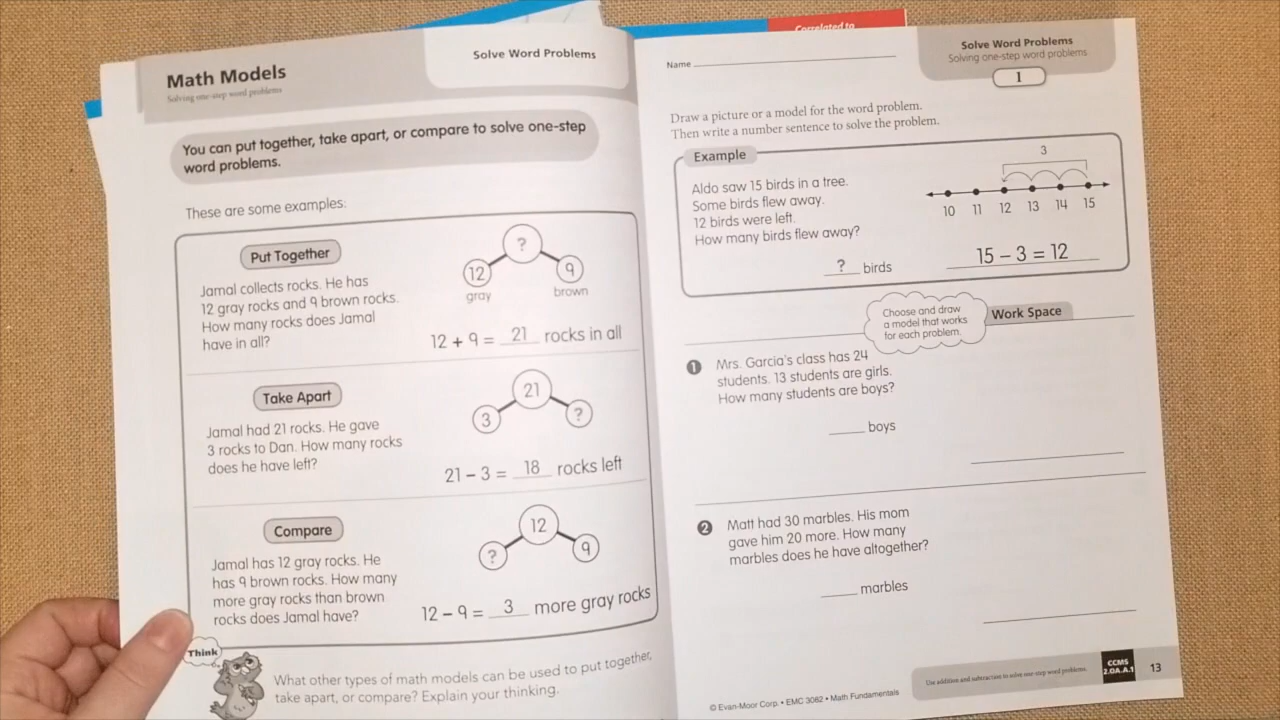 Math Models
Solving one-step word problems
Solve Word Problems
You can put together, take apart, or compare to solve one-step
word problems.
These are some examples:
Put Together
Jamal collects rocks. He has
12 gray rocks and 9 brown rocks.
How many rocks does Jamal
have in all?
?
12
9
gray
brown
12 + 9 = 21 rocks in all
Take Apart
Jamal had 21 rocks. He gave
3 rocks to Dan. How many rocks
does he have left?
21
3
?
21 – 3 = 18 rocks left
Compare
Jamal has 12 gray rocks. He
has 9 brown rocks. How many
more gray rocks than brown
rocks does Jamal have?
12
?
9
12 – 9 = 3 more gray rocks
Think
What other types of math models can be used to put together,
take apart, or compare? Explain your thinking.
Correlated to
Name
Solve Word Problems
Solving one-step word problems
1
Draw a picture or a model for the word problem.
Then write a number sentence to solve the problem.
Example
Aldo saw 15 birds in a tree.
Some birds flew away.
12 birds were left.
How many birds flew away?
? birds
3
10 11 12 13 14 15
15 – 3 = 12
Choose and draw
a model that works
for each problem.
Work Space
1 Mrs. Garcia's class has 24
students. 13 students are girls.
How many students are boys?
boys
2 Matt had 30 marbles. His mom
gave him 20 more. How many
marbles does he have altogether?
marbles
© Evan-Moor Corp. • EMC 3082 • Math Fundamentals
Use addition and subtraction to solve one-step word problems.
CCMS
2.OA.A.1
13